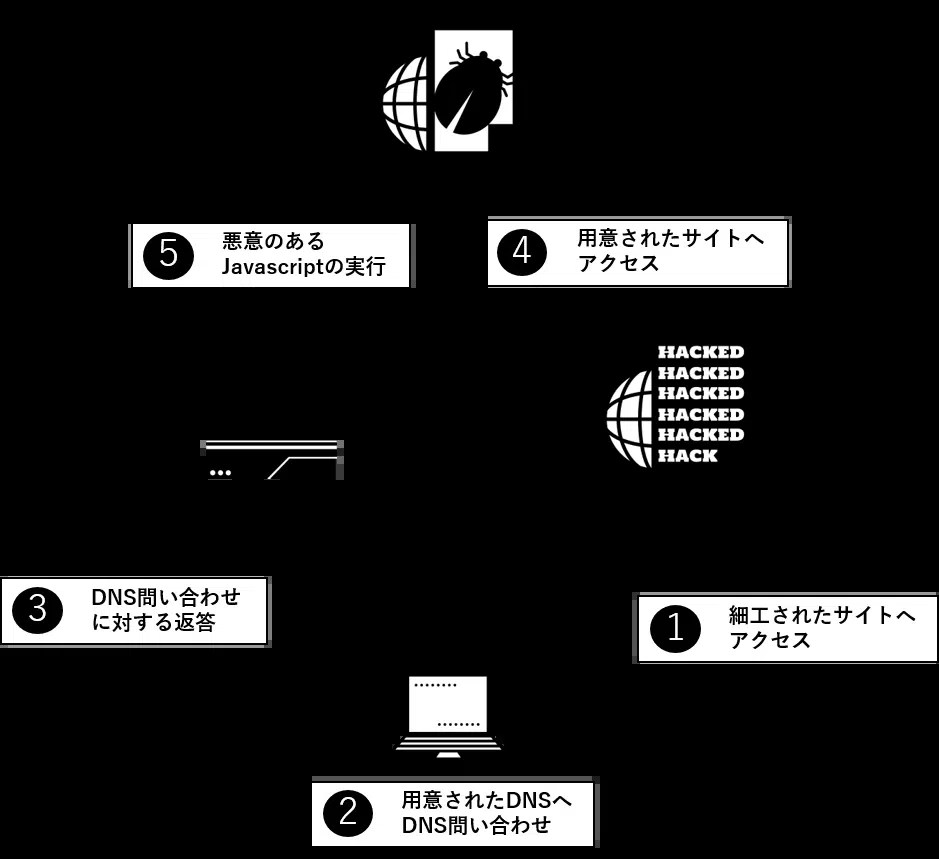 5
悪意のある
Javascriptの実行
4
用意されたサイトへ
アクセス
HACKED
HACKED
HACKED
HACKED
HACKED
HACK
3
DNS問い合わせ
に対する返答
1
細工されたサイトへ
アクセス
2
用意されたDNSへ
DNS問い合わせ